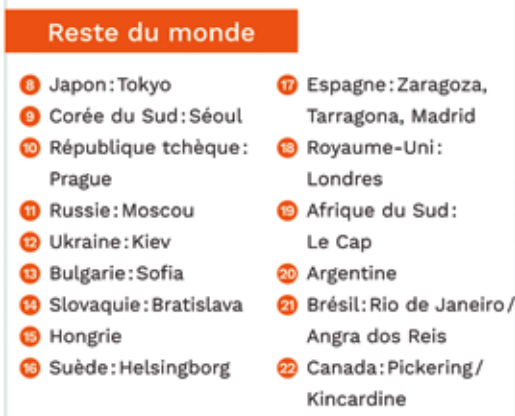 Reste du monde
8 Japon : Tokyo
9 Corée du Sud : Séoul
10 République tchèque :
Prague
11 Russie : Moscou
12 Ukraine : Kiev
13 Bulgarie : Sofia
14 Slovaquie : Bratislava
15 Hongrie
16 Suède : Helsingborg
17 Espagne : Zaragoza,
Tarragona, Madrid
18 Royaume-Uni :
Londres
19 Afrique du Sud :
Le Cap
20 Argentine
21 Brésil : Rio de Janeiro /
Angra dos Reis
22 Canada : Pickering /
Kincardine